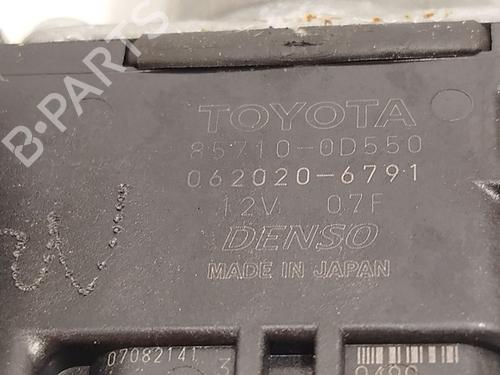 B-PARTS
TOYOTA
85710-0D550
062020-6791
12V 07F
DENSO
MADE IN JAPAN
07082141